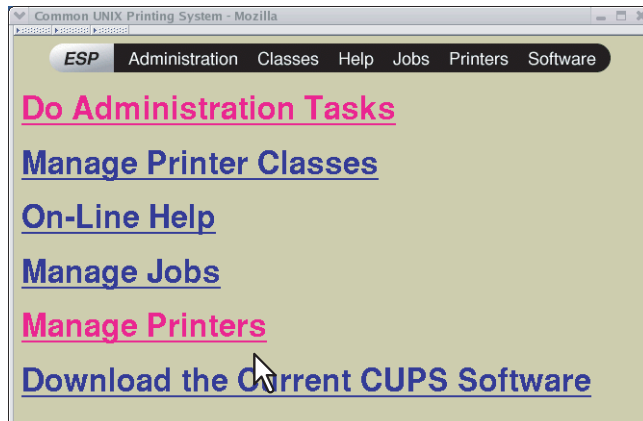 Common UNIX Printing System - Mozilla
ESP Administration Classes Help Jobs Printers Software
Do Administration Tasks
Manage Printer Classes
On-Line Help
Manage Jobs
Manage Printers
Download the Current CUPS Software